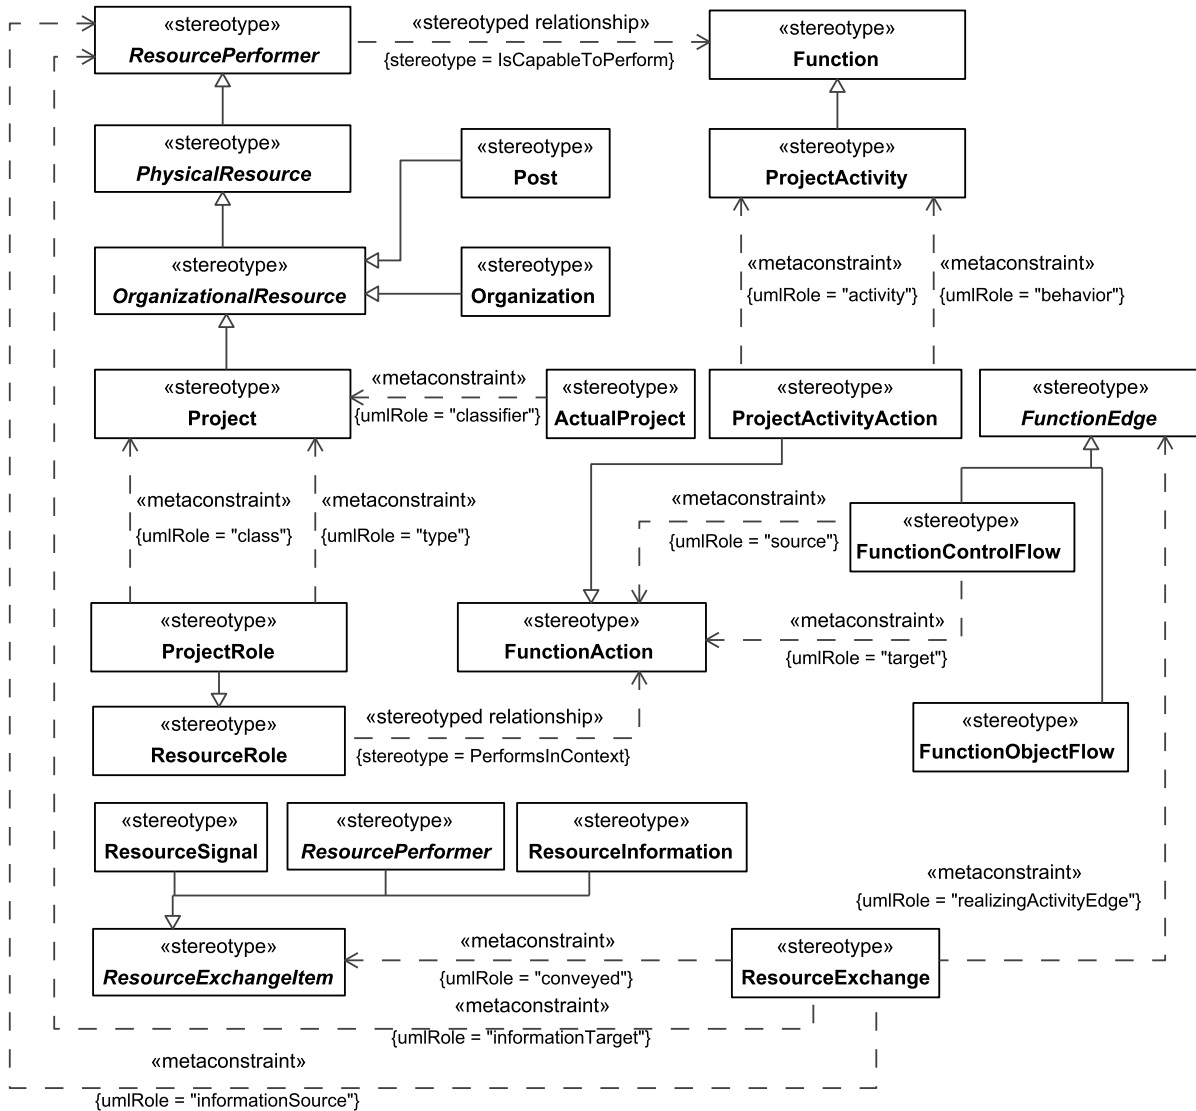 «stereotype»
ResourcePerformer
«stereotyped relationship»
{stereotype = IsCapableToPerform}
«stereotype»
Function
«stereotype»
PhysicalResource
«stereotype»
Post
«stereotype»
ProjectActivity
«stereotype»
OrganizationalResource
«stereotype»
Organization
«metaconstraint»
{umlRole = "activity"}
«metaconstraint»
{umlRole = "behavior"}
«stereotype»
Project
«metaconstraint»
{umlRole = "classifier"}
«stereotype»
ActualProject
«stereotype»
ProjectActivityAction
«stereotype»
FunctionEdge
«metaconstraint»
{umlRole = "class"}
«metaconstraint»
{umlRole = "type"}
«metaconstraint»
{umlRole = "source"}
«stereotype»
FunctionControlFlow
«stereotype»
ProjectRole
«stereotype»
FunctionAction
«metaconstraint»
{umlRole = "target"}
«stereotype»
ResourceRole
«stereotyped relationship»
{stereotype = PerformsInContext}
«stereotype»
FunctionObjectFlow
«stereotype»
ResourceSignal
«stereotype»
ResourcePerformer
«stereotype»
ResourceInformation
«metaconstraint»
{umlRole = "realizingActivityEdge"}
«stereotype»
ResourceExchangeItem
«metaconstraint»
{umlRole = "conveyed"}
«stereotype»
ResourceExchange
«metaconstraint»
{umlRole = "informationTarget"}
«metaconstraint»
{umlRole = "informationSource"}